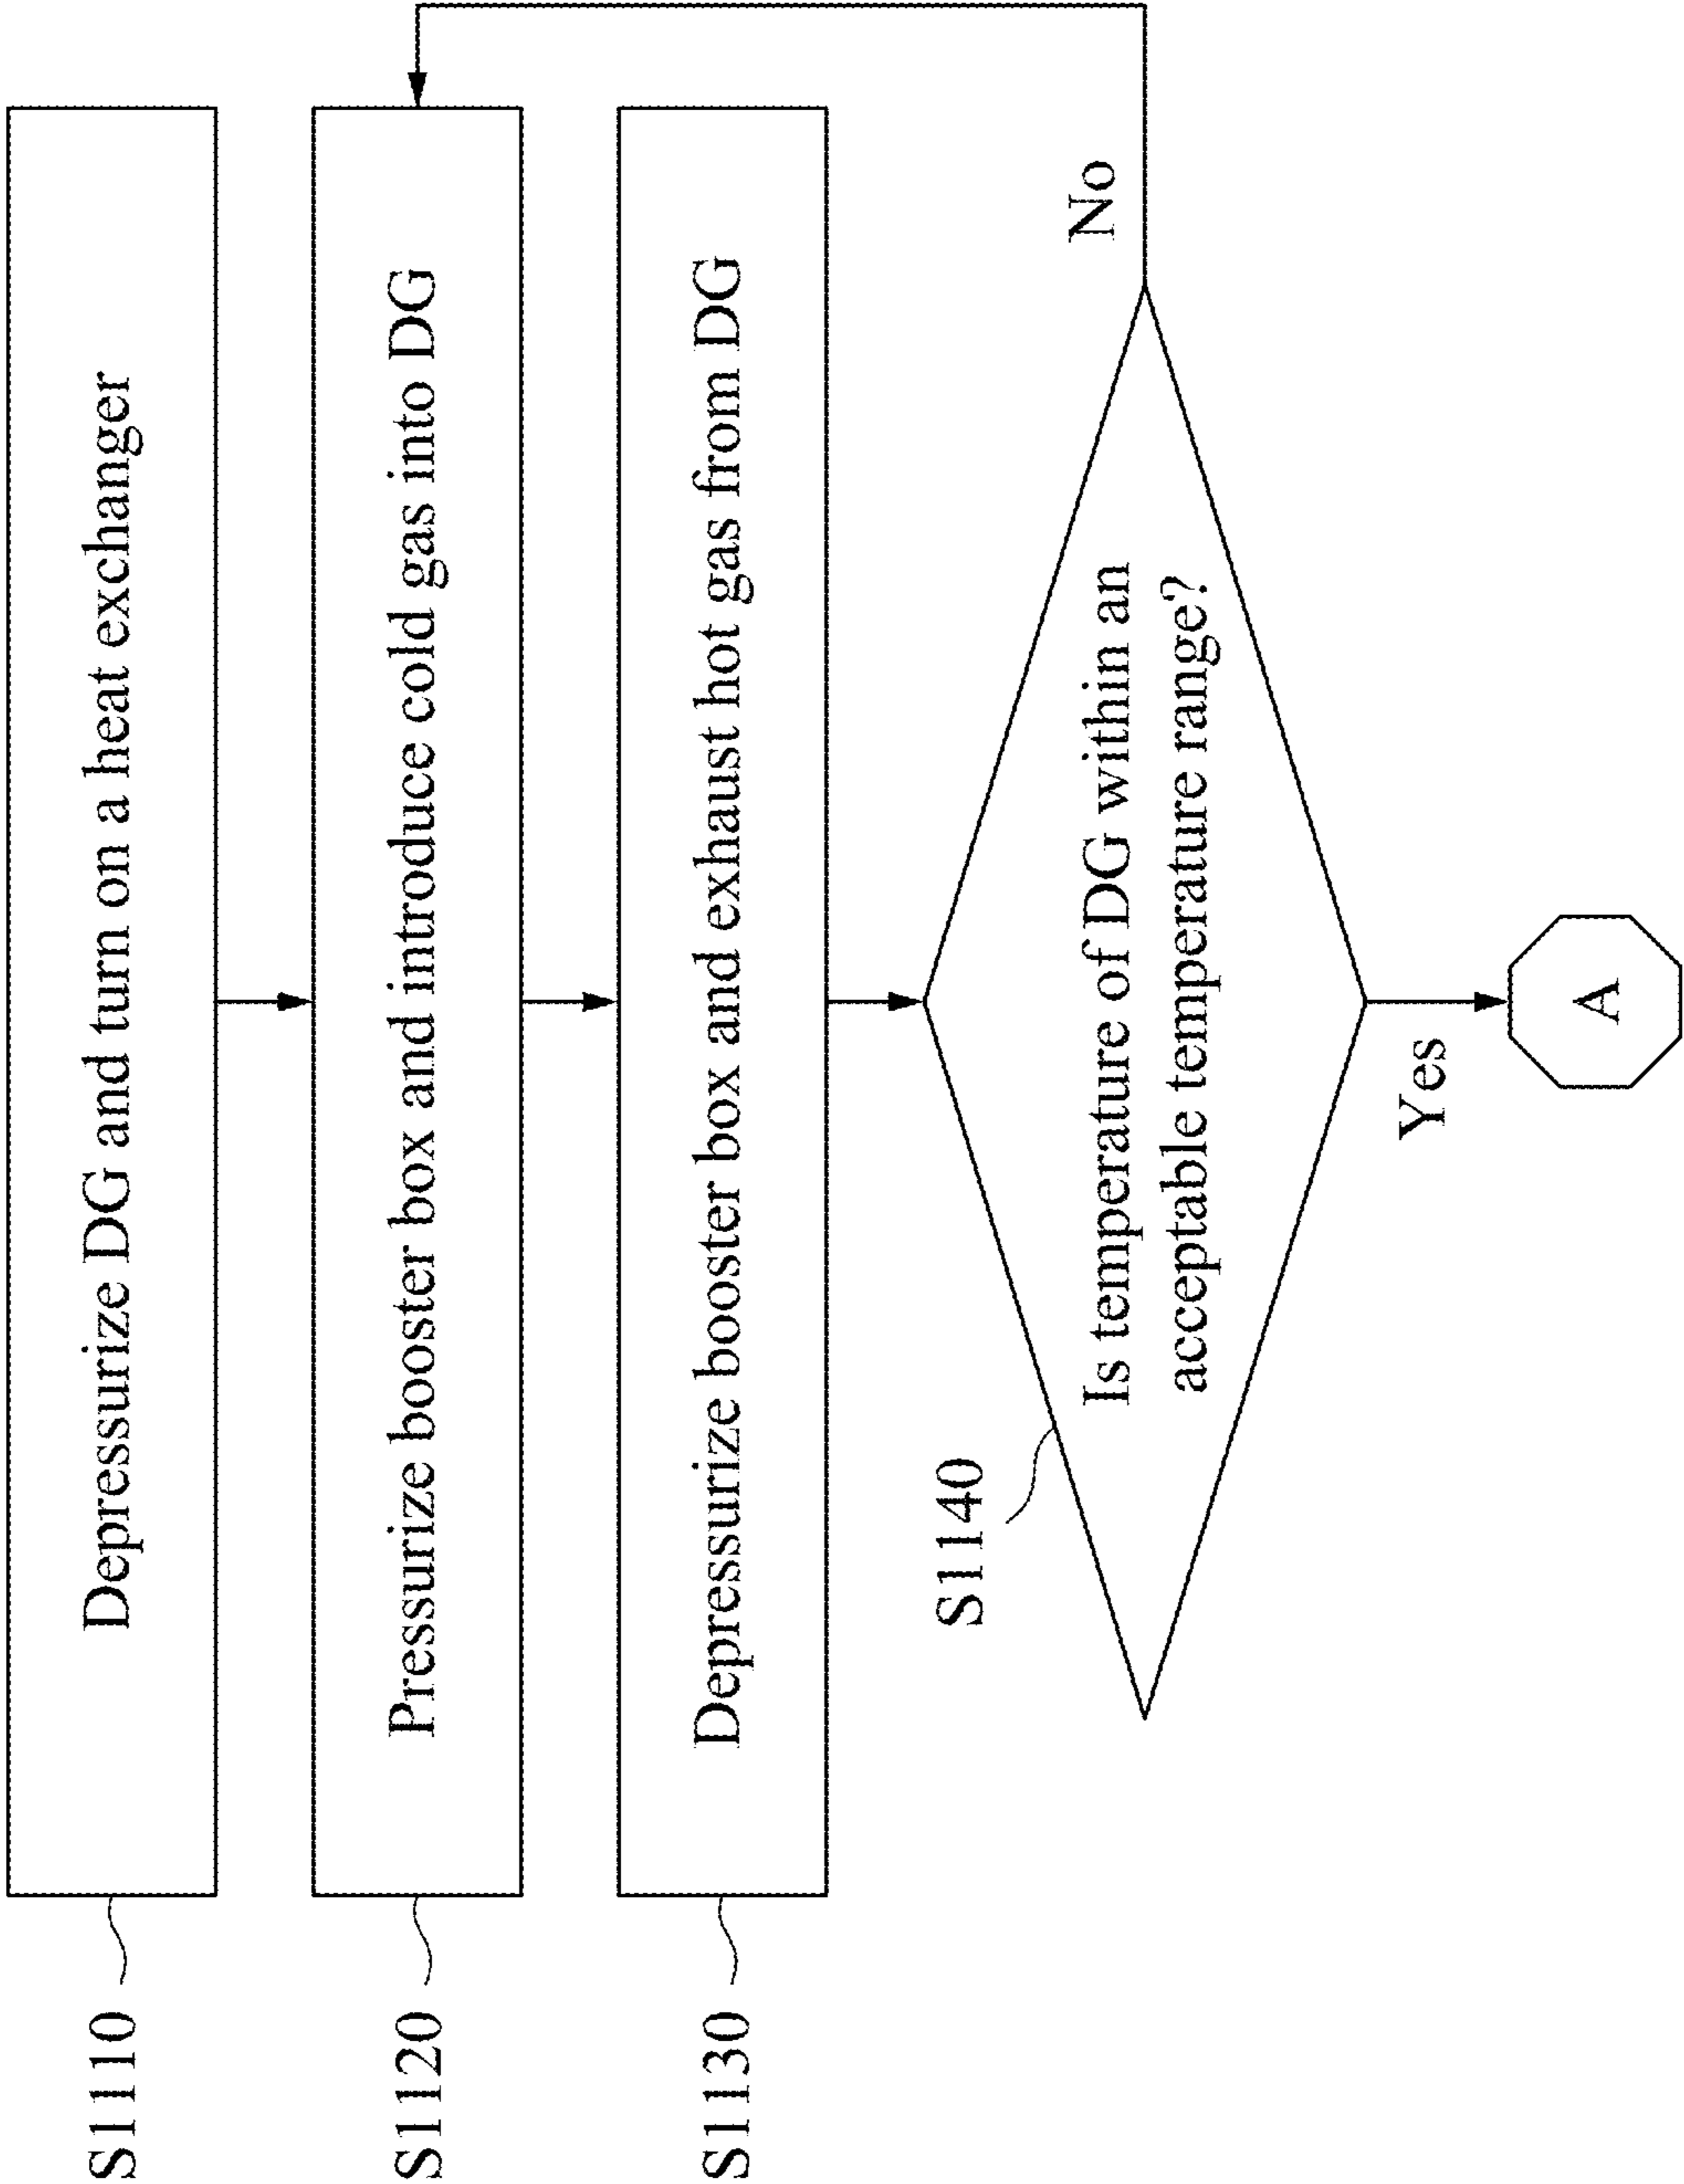 S1110
Depressurize DG and turn on a heat exchanger
S1120
Pressurize booster box and introduce cold gas into DG
S1130
Depressurize booster box and exhaust hot gas from DG
S1140
Is temperature of DG within an
acceptable temperature range?
No
Yes
A